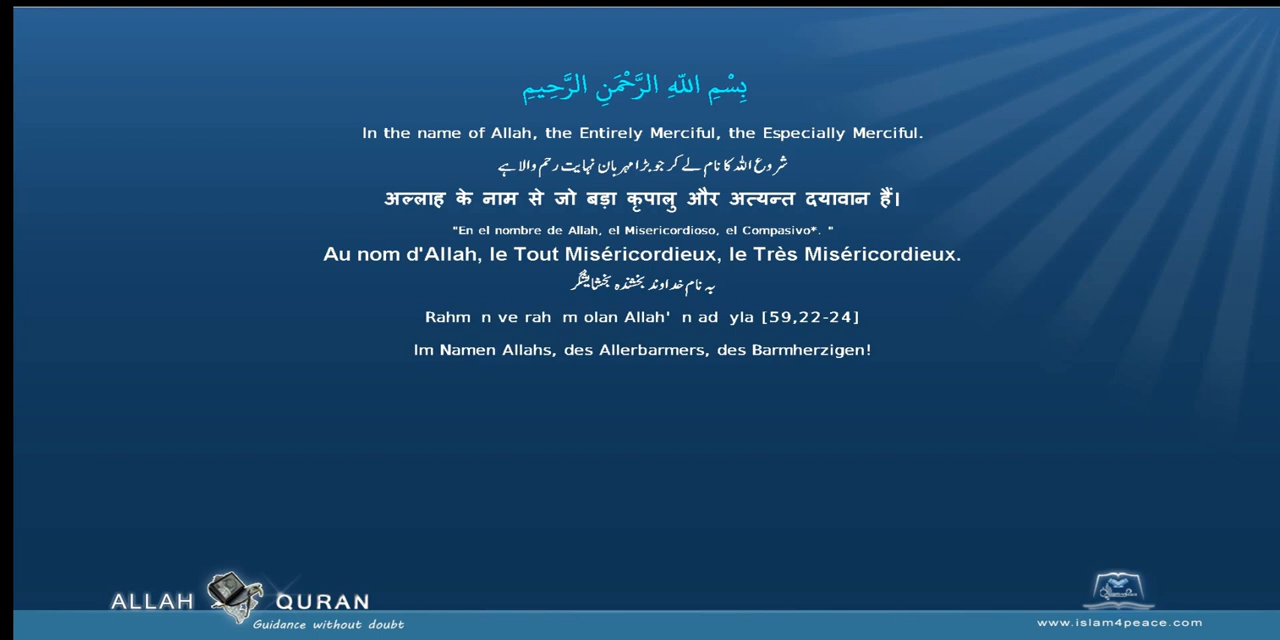 بِسْمِ اللّهِ الرَّحْمَنِ الرَّحِيمِ
In the name of Allah, the Entirely Merciful, the Especially Merciful.
شروع الله کا نام لے کر جو بڑا مہربان نہایت رحم والا ہے
अल्लाह के नाम से जो बड़ा कृपालु और अत्यन्त दयावान हैं।
"En el nombre de Allah, el Misericordioso, el Compasivo*. "
Au nom d'Allah, le Tout Miséricordieux, le Très Miséricordieux.
به نام خداوند بخشنده بخشایشگر
Rahm n ve rah m olan Allah' n ad yla [59,22-24]
Im Namen Allahs, des Allerbarmers, des Barmherzigen!
ALLAH QURAN
Guidance without doubt
www.islam4peace.com